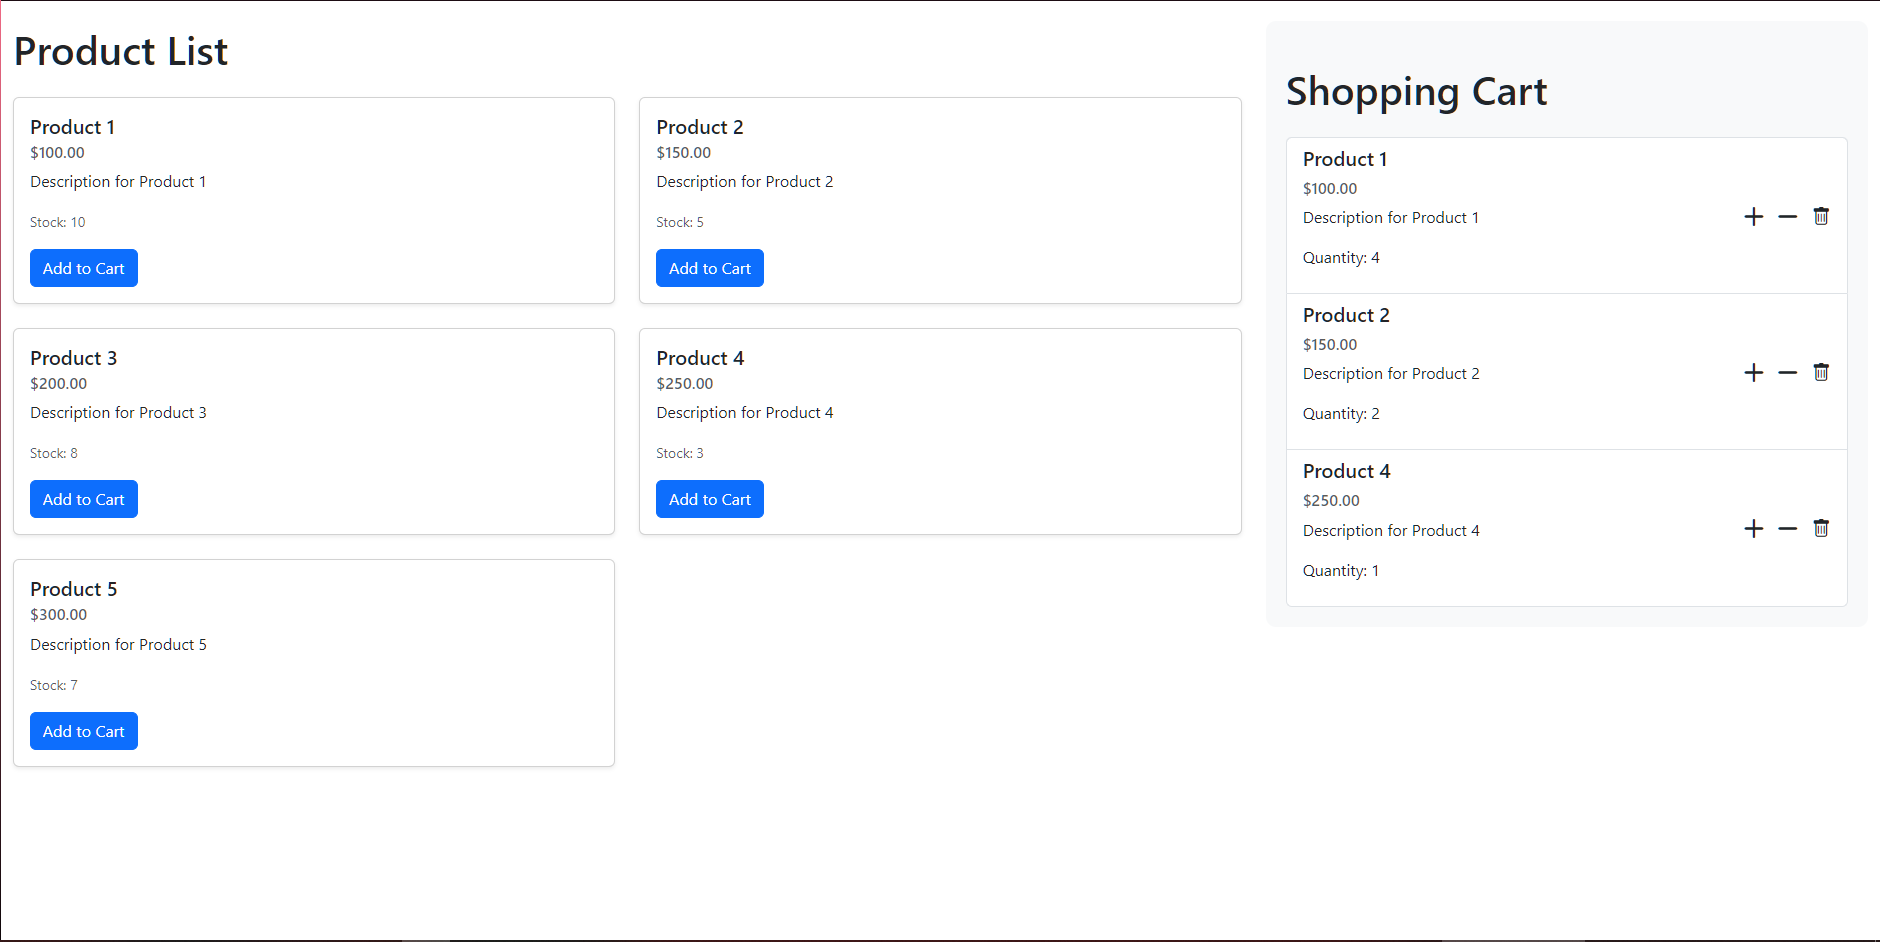 Product List
Product 1
$100.00
Description for Product 1
Stock: 10
Add to Cart
Product 2
$150.00
Description for Product 2
Stock: 5
Add to Cart
Product 3
$200.00
Description for Product 3
Stock: 8
Add to Cart
Product 4
$250.00
Description for Product 4
Stock: 3
Add to Cart
Product 5
$300.00
Description for Product 5
Stock: 7
Add to Cart
Shopping Cart
Product 1
$100.00
Description for Product 1
Quantity: 4
Product 2
$150.00
Description for Product 2
Quantity: 2
Product 4
$250.00
Description for Product 4
Quantity: 1